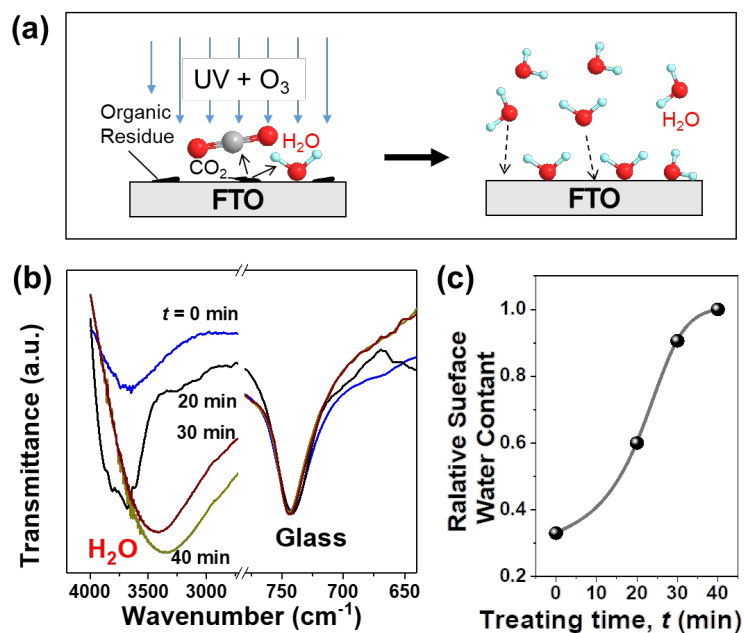 (a)
UV + O3
Organic
Residue
H2O
CO2
FTO
H2O
FTO
(b)
Transmittance (a.u.)
t = 0 min
20 min
30 min
40 min
H2O
Glass
4000 3500 3000 750 700 650
Wavenumber (cm-1)
(c)
Ralative Sueface
Water Contant
1.0
0.8
0.6
0.4
0.2
0 10 20 30 40
Treating time, t (min)